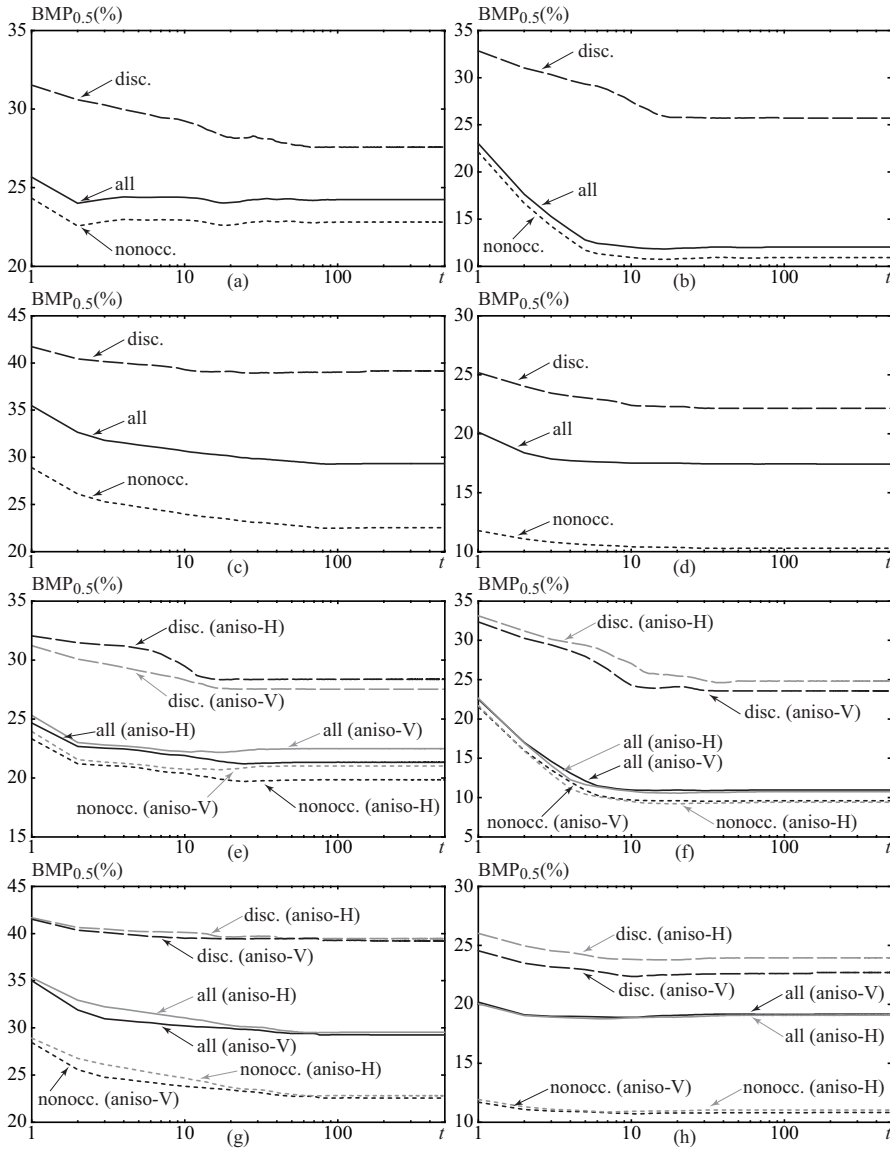 BMP0.5(%)
35
30
25
20
disc.
all
nonocc.
1
10
100
t
(a)
BMP0.5(%)
35
30
25
20
15
10
disc.
all
nonocc.
1
10
100
t
(b)
BMP0.5(%)
45
40
35
30
25
20
disc.
all
nonocc.
1
10
100
t
(c)
BMP0.5(%)
30
25
20
15
10
disc.
all
nonocc.
1
10
100
t
(d)
BMP0.5(%)
35
30
25
20
15
disc. (aniso-H)
disc. (aniso-V)
all (aniso-H)
all (aniso-V)
nonocc. (aniso-V)
nonocc. (aniso-H)
1
10
100
t
(e)
BMP0.5(%)
35
30
25
20
15
10
5
disc. (aniso-H)
disc. (aniso-V)
all (aniso-H)
all (aniso-V)
nonocc. (aniso-V)
nonocc. (aniso-H)
1
10
100
t
(f)
BMP0.5(%)
45
40
35
30
25
20
disc. (aniso-H)
disc. (aniso-V)
all (aniso-H)
all (aniso-V)
nonocc. (aniso-H)
nonocc. (aniso-V)
1
10
100
t
(g)
BMP0.5(%)
30
25
20
15
10
disc. (aniso-H)
disc. (aniso-V)
all (aniso-V)
all (aniso-H)
nonocc. (aniso-V)
nonocc. (aniso-H)
1
10
100
t
(h)